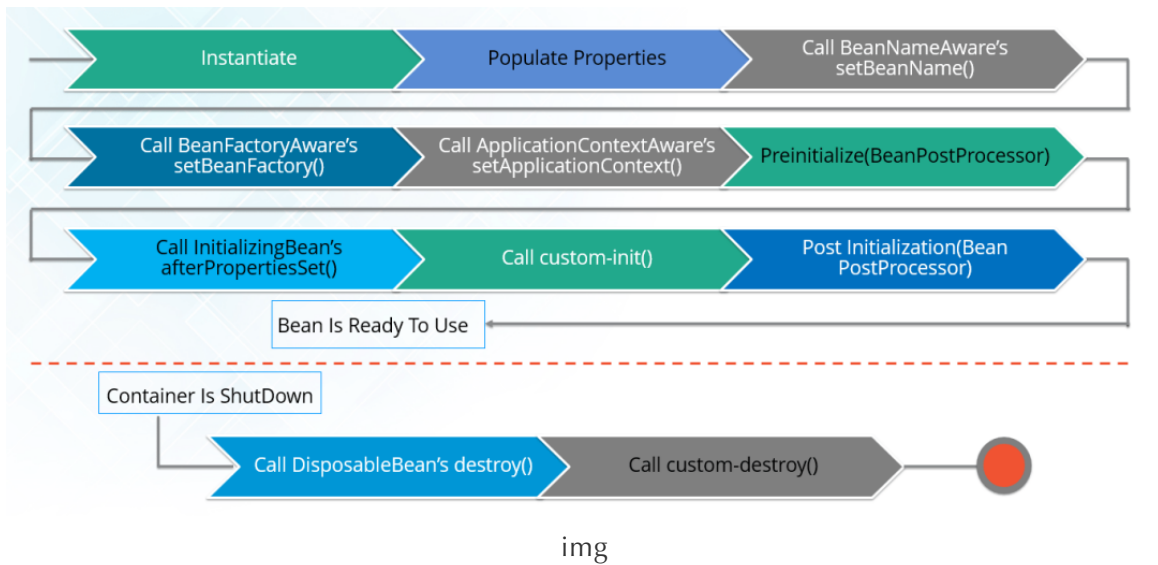 Instantiate
Populate Properties
Call BeanNameAware's
setBeanName()
Call BeanFactoryAware's
setBeanFactory()
Call ApplicationContextAware's
setApplicationContext()
Preinitialize(BeanPostProcessor)
Call InitializingBean's
afterPropertiesSet()
Call custom-init()
Post Initialization(Bean
PostProcessor)
Bean Is Ready To Use
Container Is ShutDown
Call DisposableBean's destroy()
Call custom-destroy()
img